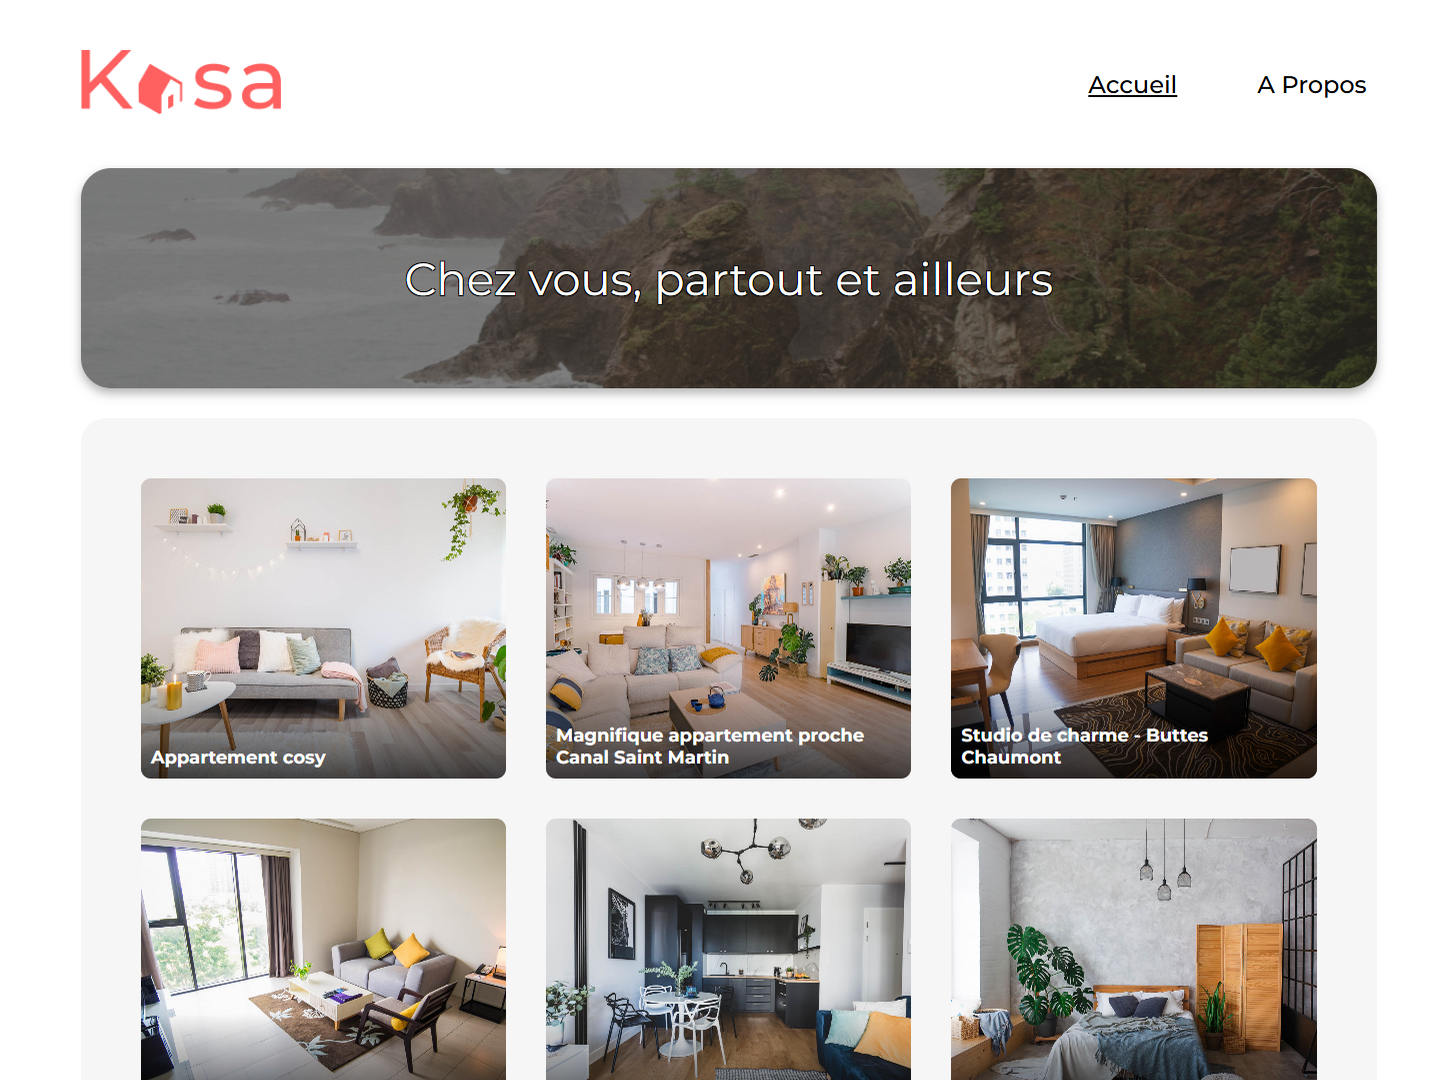 Kasa
Accueil
A Propos
Chez vous, partout et ailleurs
Appartement cosy
Magnifique appartement proche
Canal Saint Martin
Studio de charme - Buttes
Chaumont